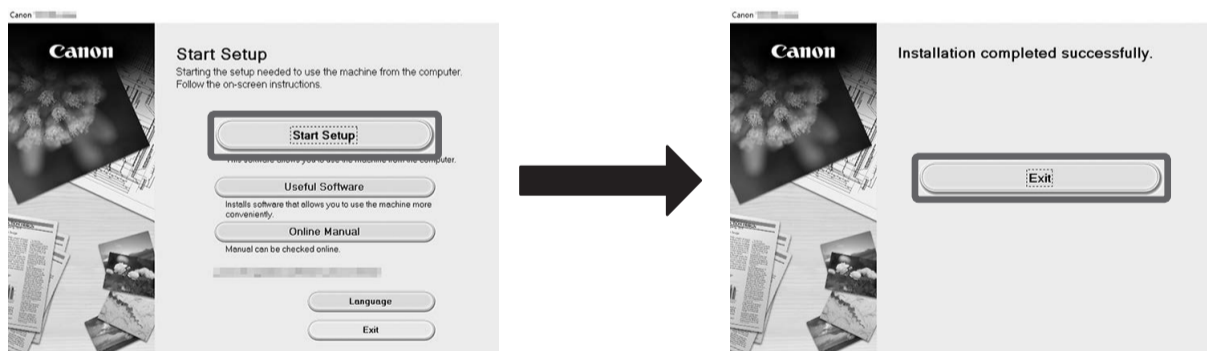 Canon
Canon
Start Setup
Starting the setup needed to use the machine from the computer.
Follow the on-screen instructions.
Start Setup
This software allows you to use the machine from the computer.
Useful Software
Installs software that allows you to use the machine more
conveniently.
Online Manual
Manual can be checked online.
Language
Exit
Canon
Canon
Installation completed successfully.
Exit